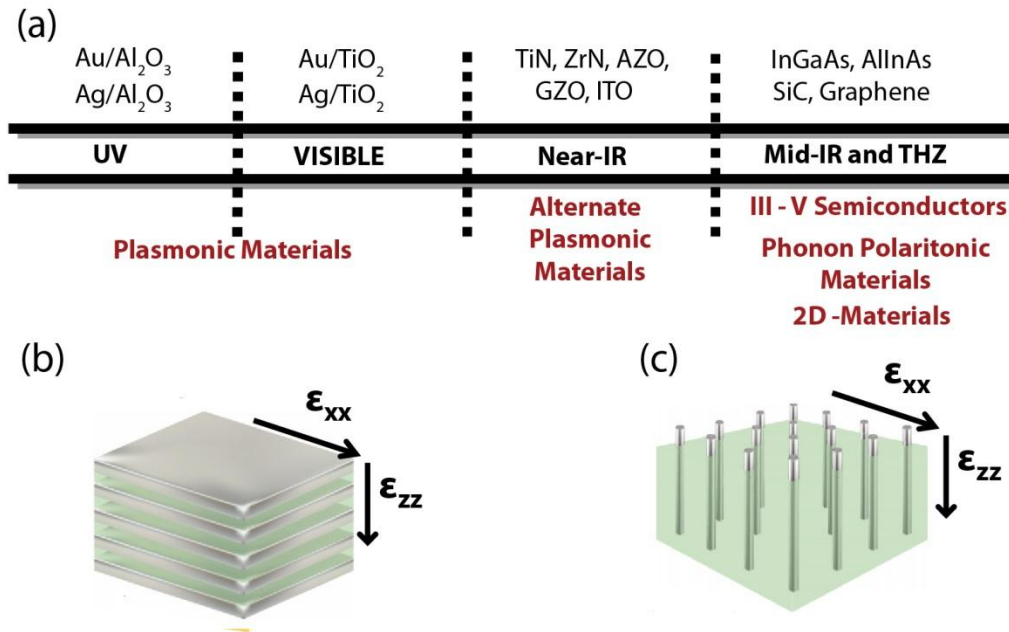 (a)
Au/Al₂O₃
Ag/Al₂O₃
Au/TiO₂
Ag/TiO₂
TiN, ZrN, AZO,
GZO, ITO
InGaAs, AlInAs
SiC, Graphene
UV
VISIBLE
Near-IR
Mid-IR and THZ
Plasmonic Materials
Alternate
Plasmonic
Materials
III - V Semiconductors
Phonon Polaritonic
Materials
2D -Materials
(b)
εxx
εzz
(c)
εxx
εzz